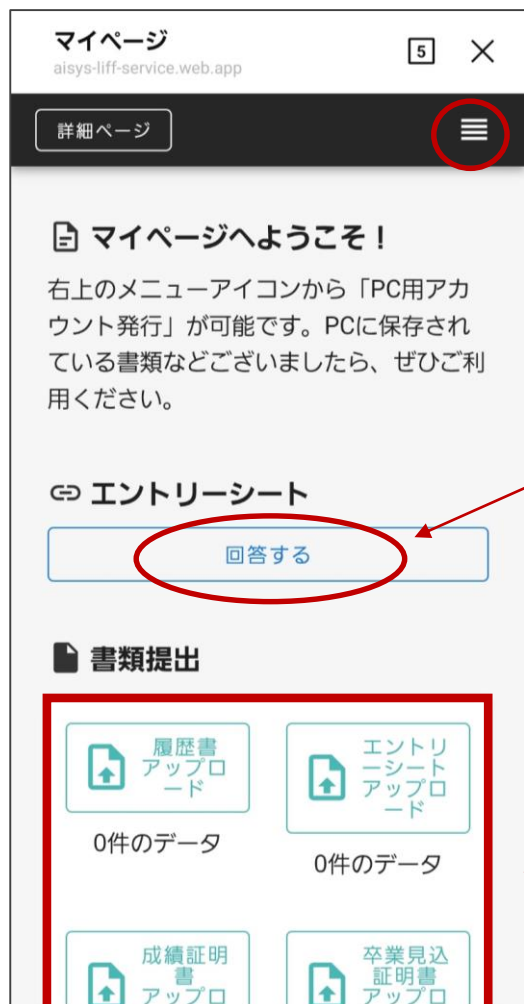 マイページ
5
aisys-liff-service.web.app
詳細ページ
マイページへようこそ！
右上のメニューアイコンから「PC用アカ
ウント発行」が可能です。PCに保存され
ている書類などございましたら、ぜひご利
用ください。
エントリーシート
回答する
書類提出
履歴書
アップロ
ード
0件のデータ
エントリ
ーシート
アップロ
ード
0件のデータ
成績証明
書
アップロ
卒業見込
証明書
アップロ